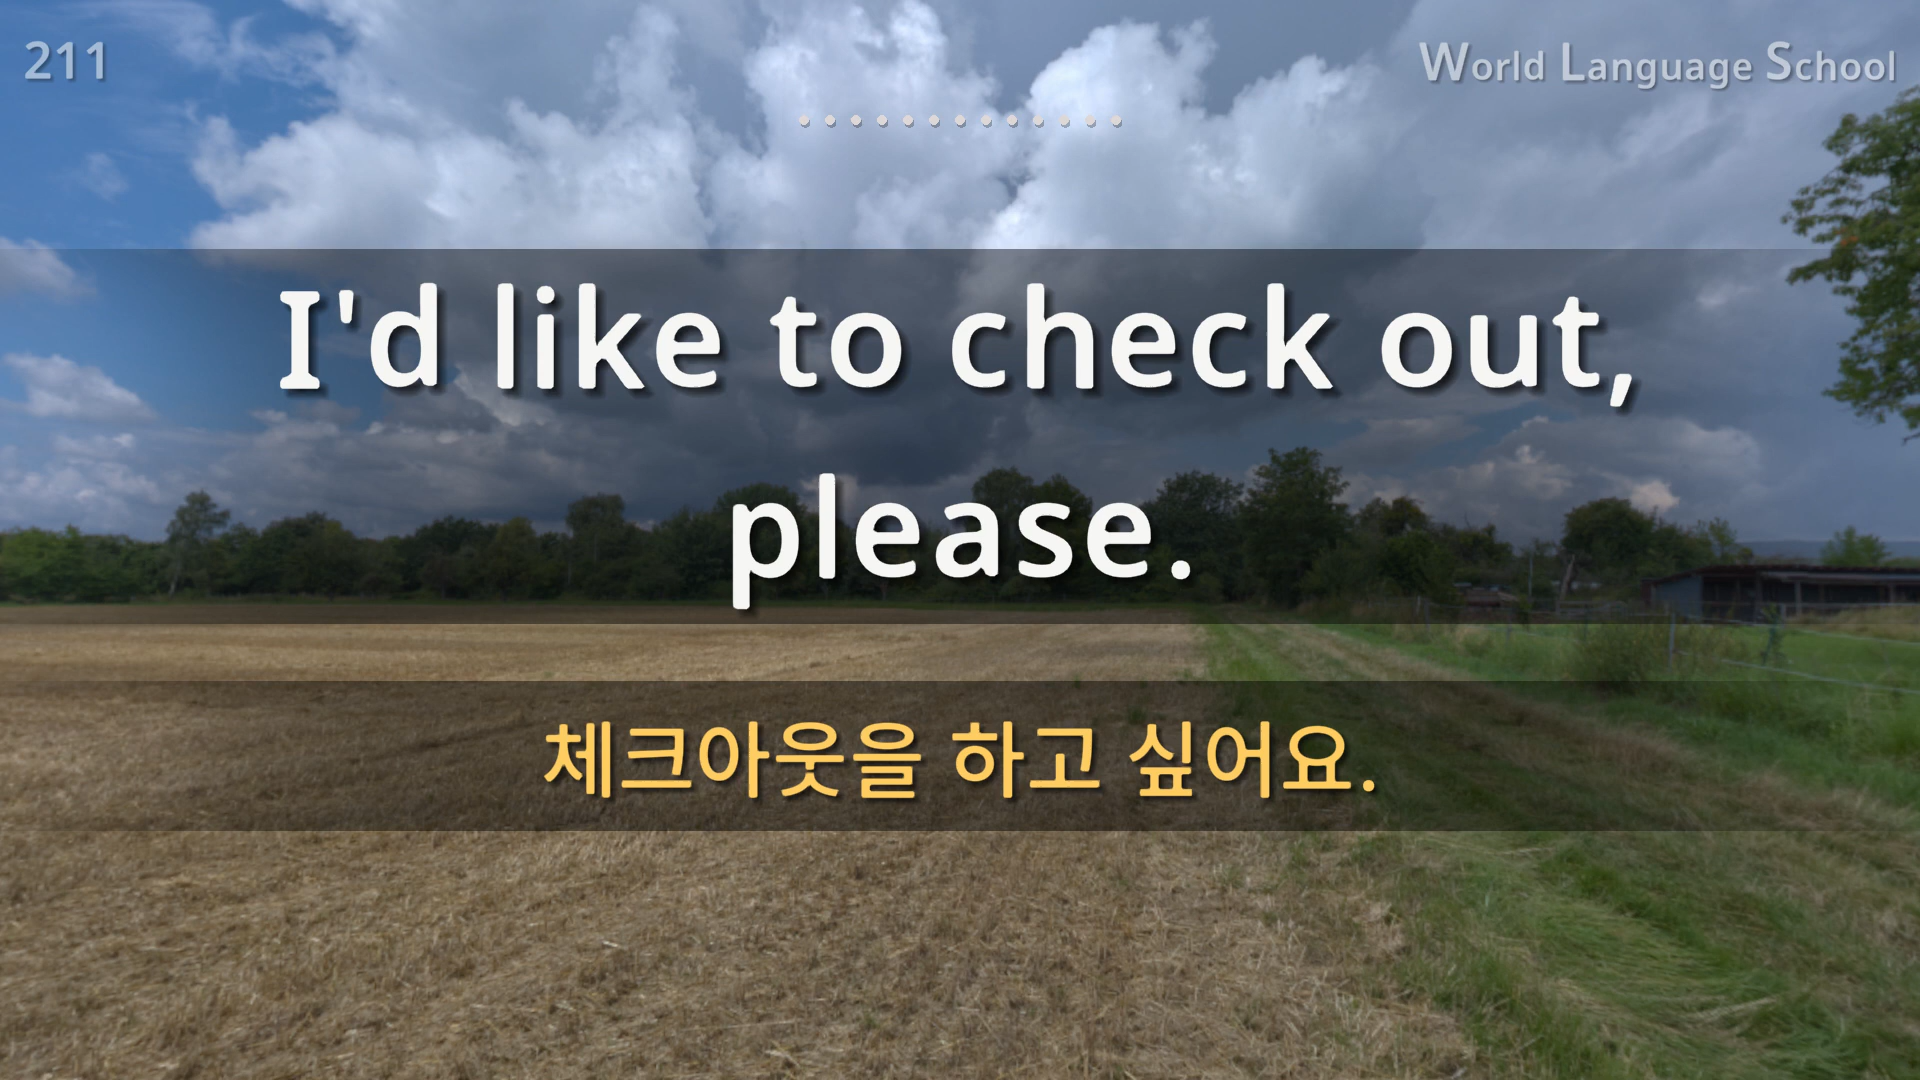 211
World Language School
I'd like to check out,
please.
체크아웃을 하고 싶어요.